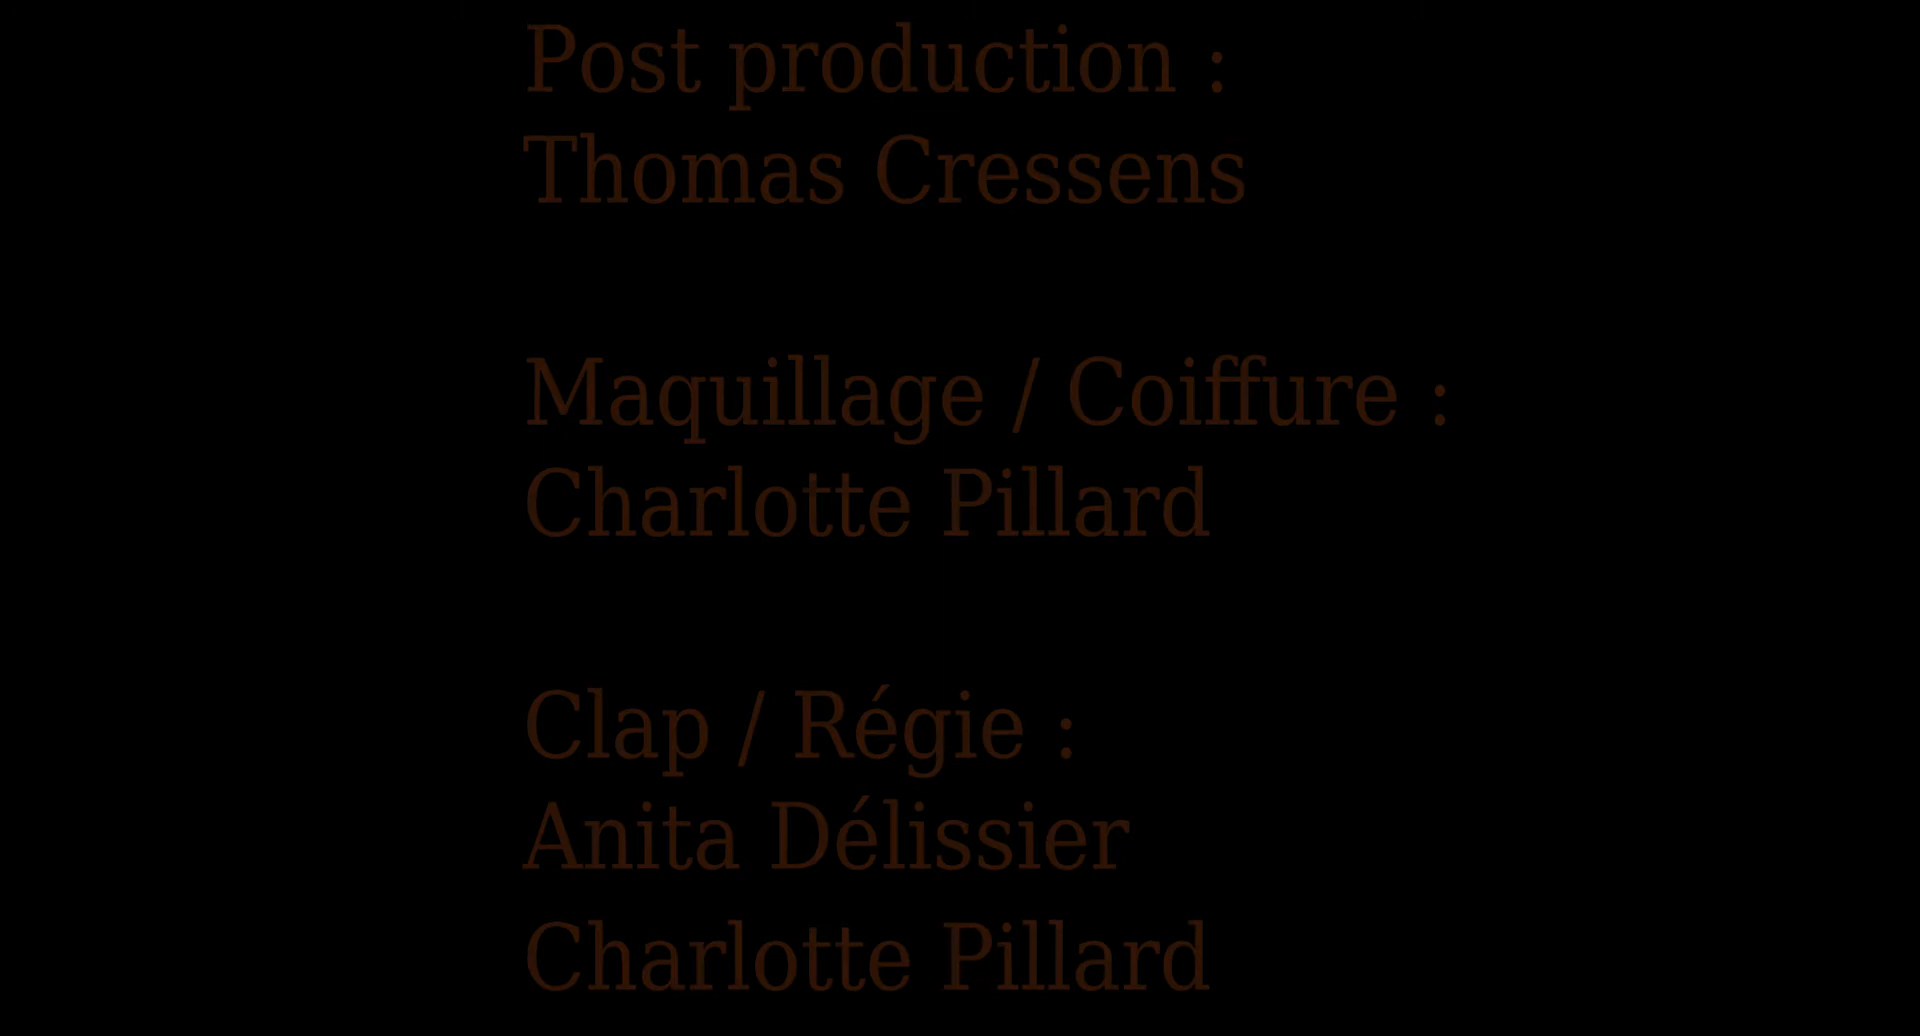 Post production :
Thomas Cressens
Maquillage / Coiffure :
Charlotte Pillard
Clap / Régie :
Anita Délissier
Charlotte Pillard